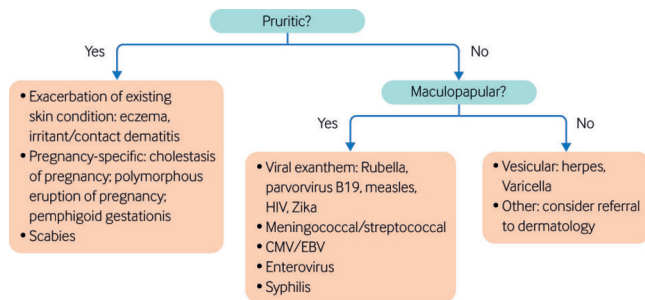 Pruritic?
Yes
No
• Exacerbation of existing
skin condition: eczema,
irritant/contact dematitis
• Pregnancy-specific: cholestasis
of pregnancy; polymorphous
eruption of pregnancy;
pemphigoid gestationis
• Scabies
Maculopapular?
Yes
No
• Viral exanthem: Rubella,
parvorvirus B19, measles,
HIV, Zika
• Meningococcal/streptococcal
• CMV/EBV
• Enterovirus
• Syphilis
• Vesicular: herpes,
Varicella
• Other: consider referral
to dermatology